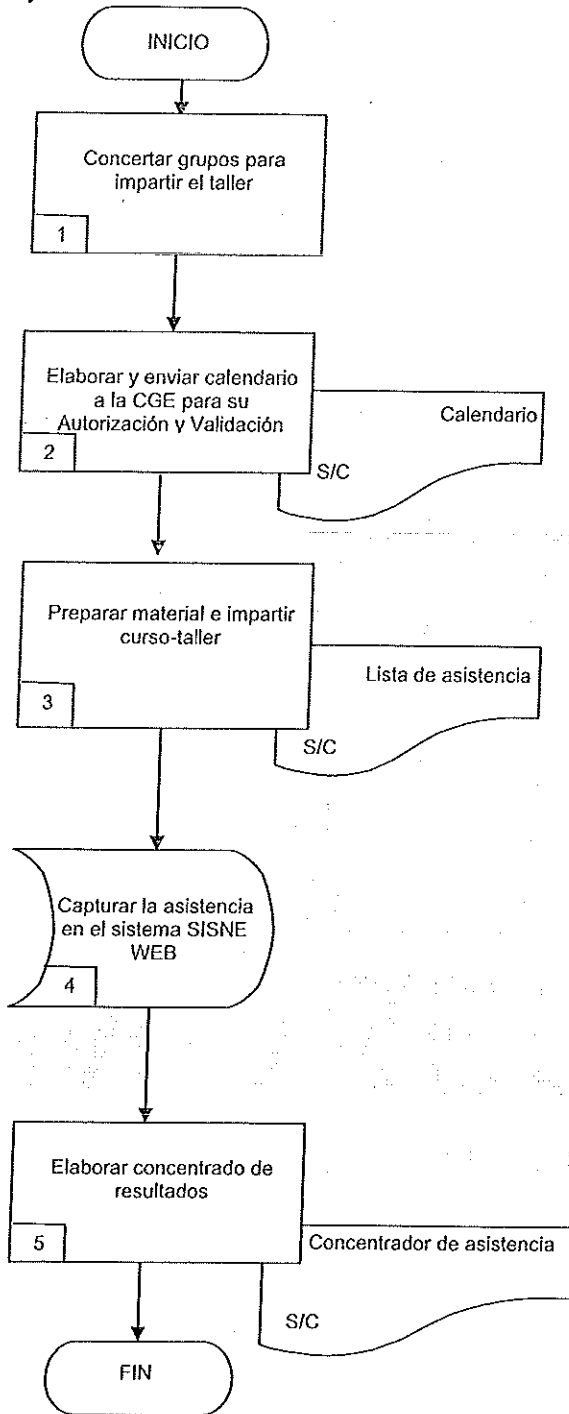 INICIO
Concertar grupos para
impartir el taller
1
Elaborar y enviar calendario
a la CGE para su
Autorización y Validación
2
Calendario
S/C
Preparar material e impartir
curso-taller
3
Lista de asistencia
S/C
Capturar la asistencia
en el sistema SISNE
WEB
4
Elaborar concentrado de
resultados
5
Concentrador de asistencia
S/C
FIN